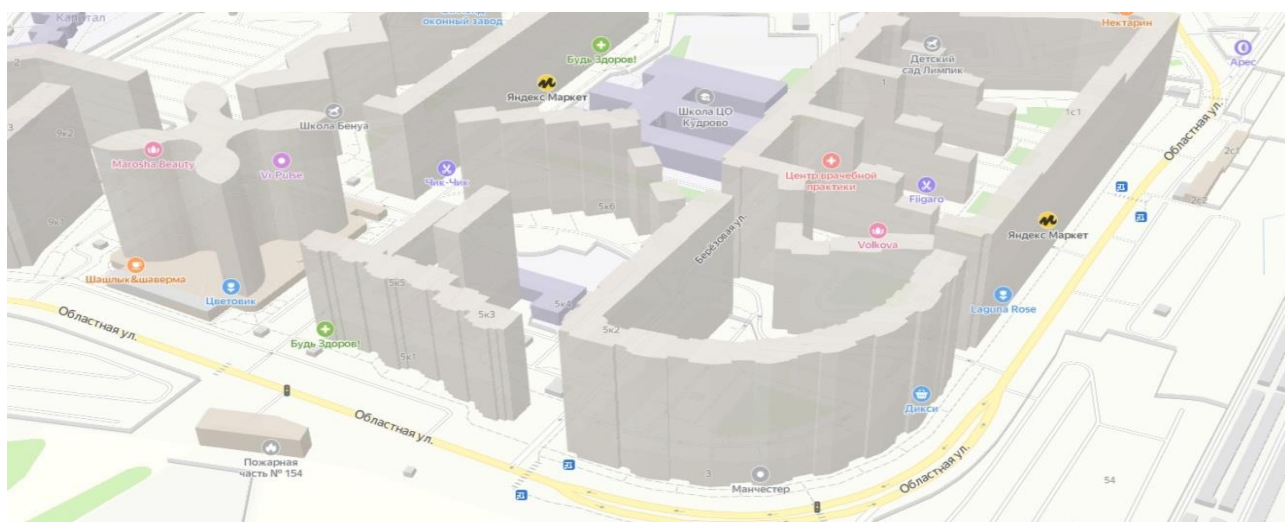 Капитал
оконный завод
Нектарин
Будь Здоров!
Детский
сад Лимпик
Арес
2
Яндекс Маркет
1
Школа ЦО
Кудрово
1с1
Областная ул.
3
9к2
Школа Бенуа
2с1
Marosha Beauty
Vi Pulse
Чик-Чик
Центр врачебной
практики
Fiigaro
2с2
5к6
Берёзовая ул.
Volkova
Яндекс Маркет
9к1
Шашлык&шаверма
Цветовик
5к5
5к4
Laguna Rose
Областная ул.
5к3
5к2
Будь Здоров!
5к1
Дикси
Областная ул.
Пожарная
часть № 154
3
Манчестер
Областная ул.
54